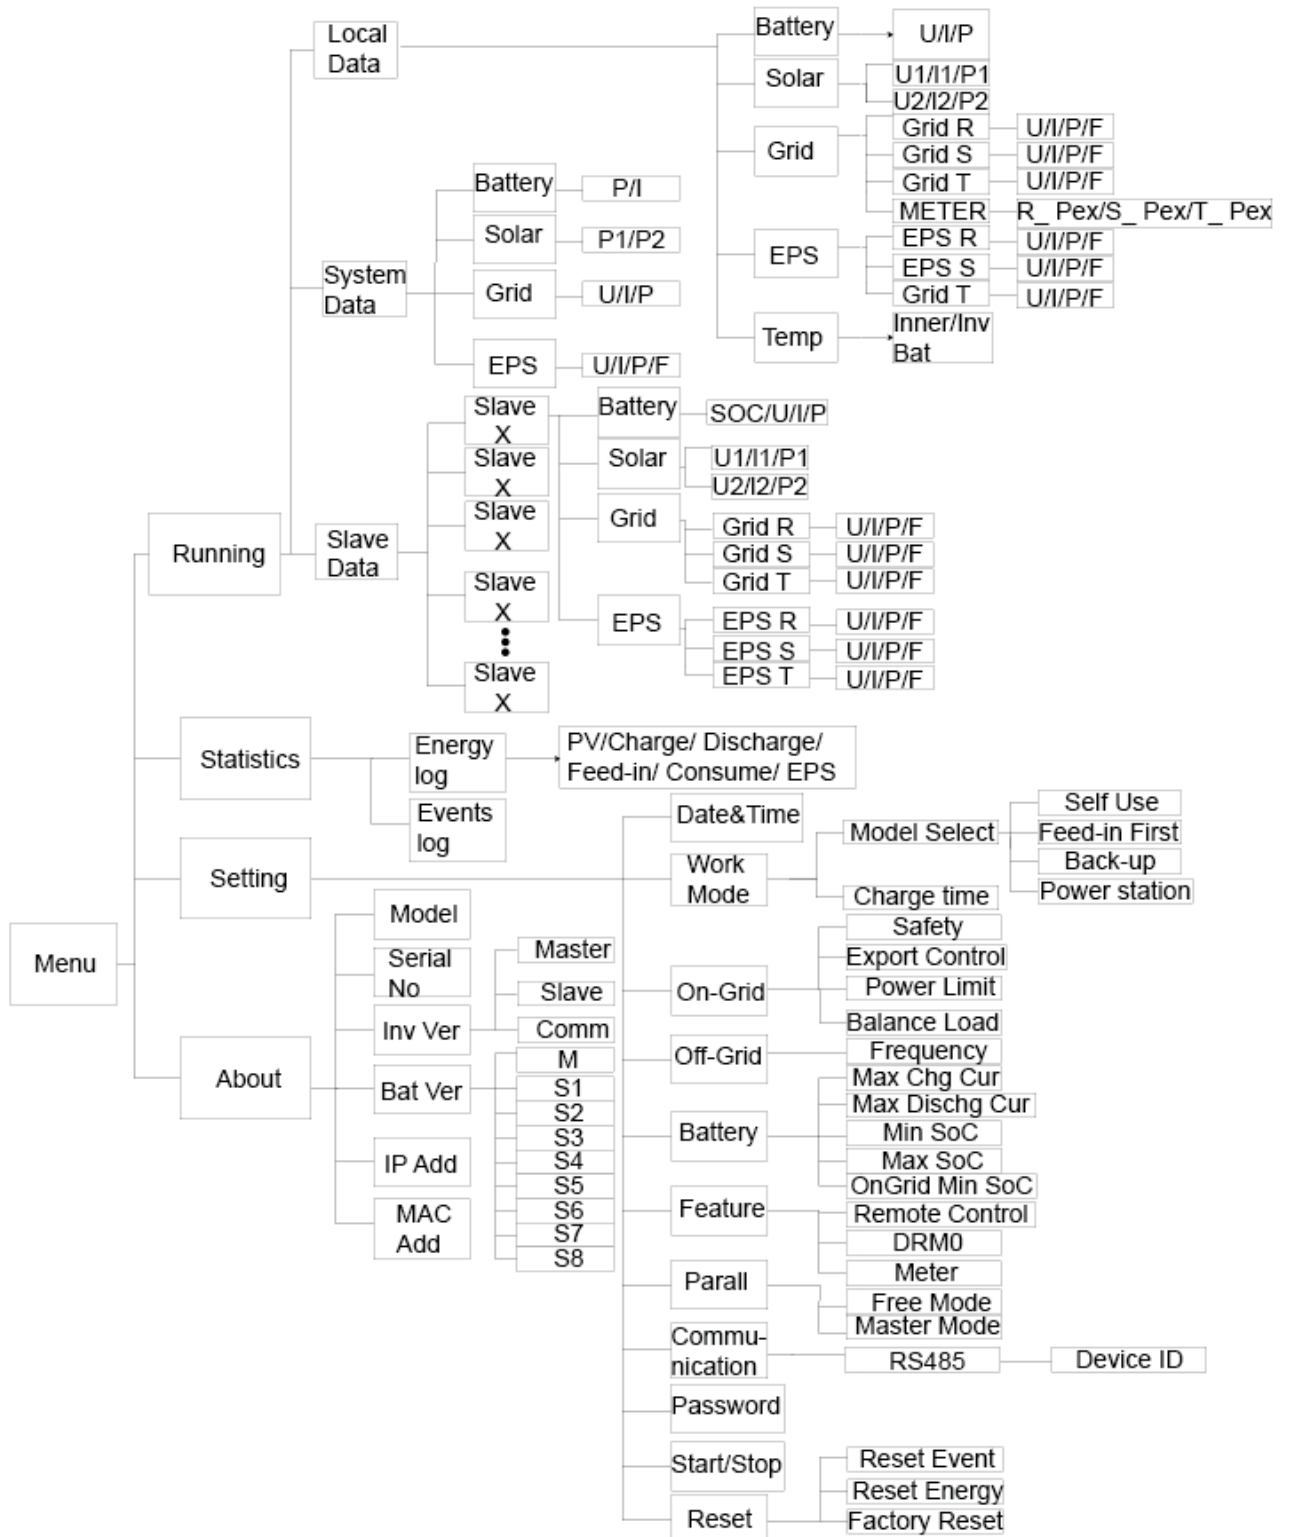 Menu
Running
Local
Data
Battery
U/I/P
Solar
U1/I1/P1
U2/I2/P2
Grid
Grid R
U/I/P/F
Grid S
U/I/P/F
Grid T
U/I/P/F
METER
R_ Pex/S_ Pex/T_ Pex
EPS
EPS R
U/I/P/F
EPS S
U/I/P/F
Grid T
U/I/P/F
Temp
Inner/Inv
Bat
System
Data
Battery
P/I
Solar
P1/P2
Grid
U/I/P
EPS
U/I/P/F
Slave
Data
Slave
X
Slave
X
Slave
X
Slave
X
Slave
X
Battery
SOC/U/I/P
Solar
U1/I1/P1
U2/I2/P2
Grid
Grid R
U/I/P/F
Grid S
U/I/P/F
Grid T
U/I/P/F
EPS
EPS R
U/I/P/F
EPS S
U/I/P/F
EPS T
U/I/P/F
Statistics
Energy
log
PV/Charge/ Discharge/
Feed-in/ Consume/ EPS
Events
log
Setting
Date&Time
Work
Mode
Model Select
Self Use
Feed-in First
Back-up
Power station
Charge time
On-Grid
Safety
Export Control
Power Limit
Balance Load
Off-Grid
Frequency
Battery
Max Chg Cur
Max Dischg Cur
Min SoC
Max SoC
OnGrid Min SoC
Feature
Remote Control
DRM0
Meter
Parall
Free Mode
Master Mode
Commu-
nication
RS485
Device ID
Password
Start/Stop
Reset
Reset Event
Reset Energy
Factory Reset
About
Model
Serial
No
Inv Ver
Master
Slave
Comm
Bat Ver
M
S1
S2
S3
S4
S5
S6
S7
S8
IP Add
MAC
Add